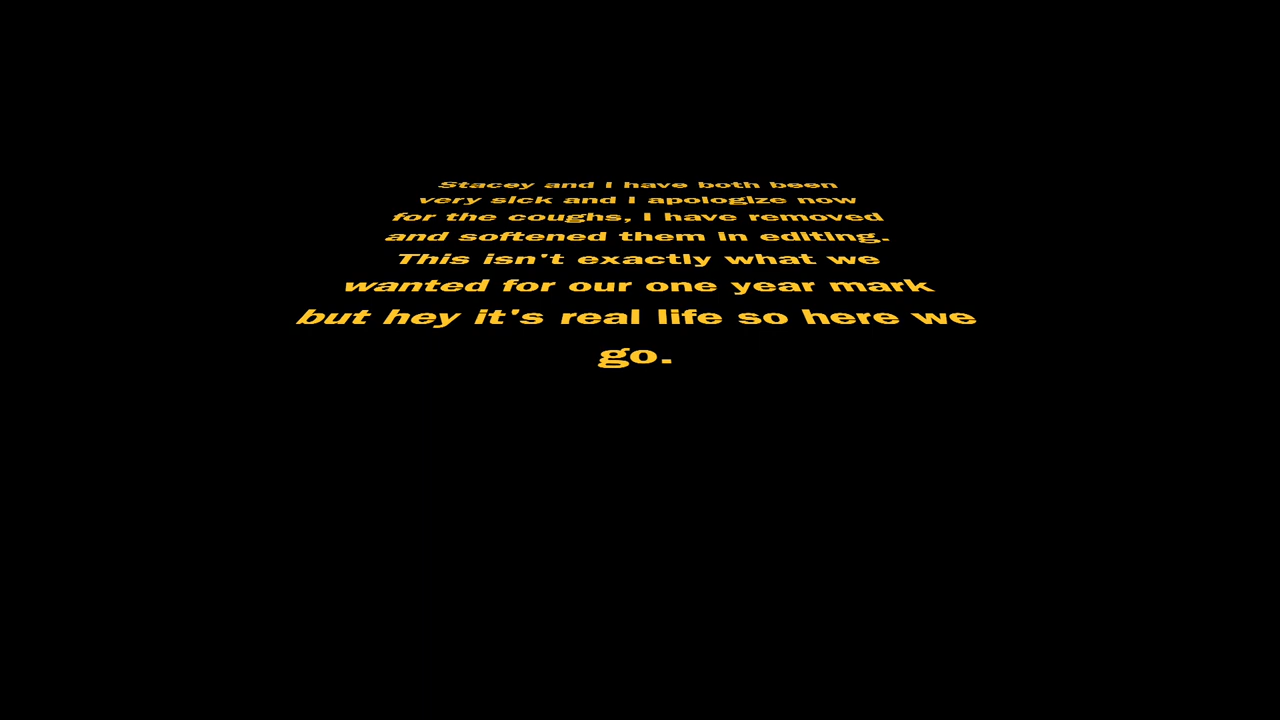 Stacey and I have both been
very sick and I apologize now
for the coughs, I have removed
and softened them in editing.
This isn't exactly what we
wanted for our one year mark
but hey it's real life so here we
go.